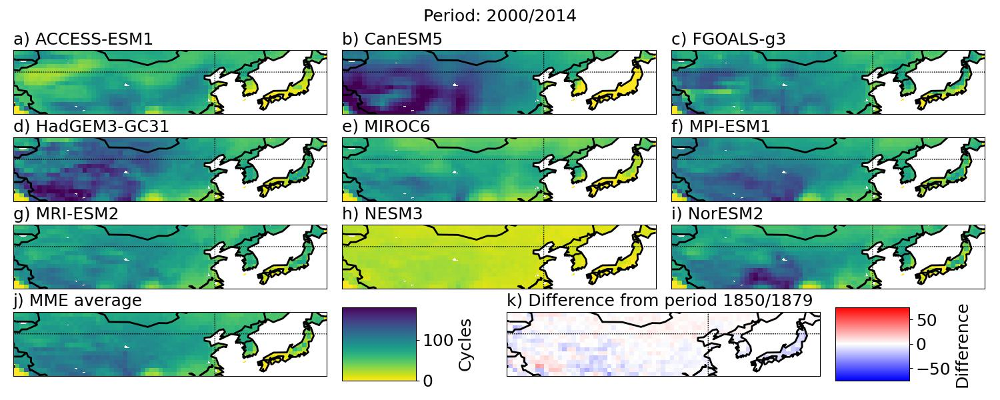 Period: 2000/2014
a) ACCESS-ESM1
b) CanESM5
c) FGOALS-g3
d) HadGEM3-GC31
e) MIROC6
f) MPI-ESM1
g) MRI-ESM2
h) NESM3
i) NorESM2
j) MME average
100
0
Cycles
k) Difference from period 1850/1879
50
0
−50
Difference